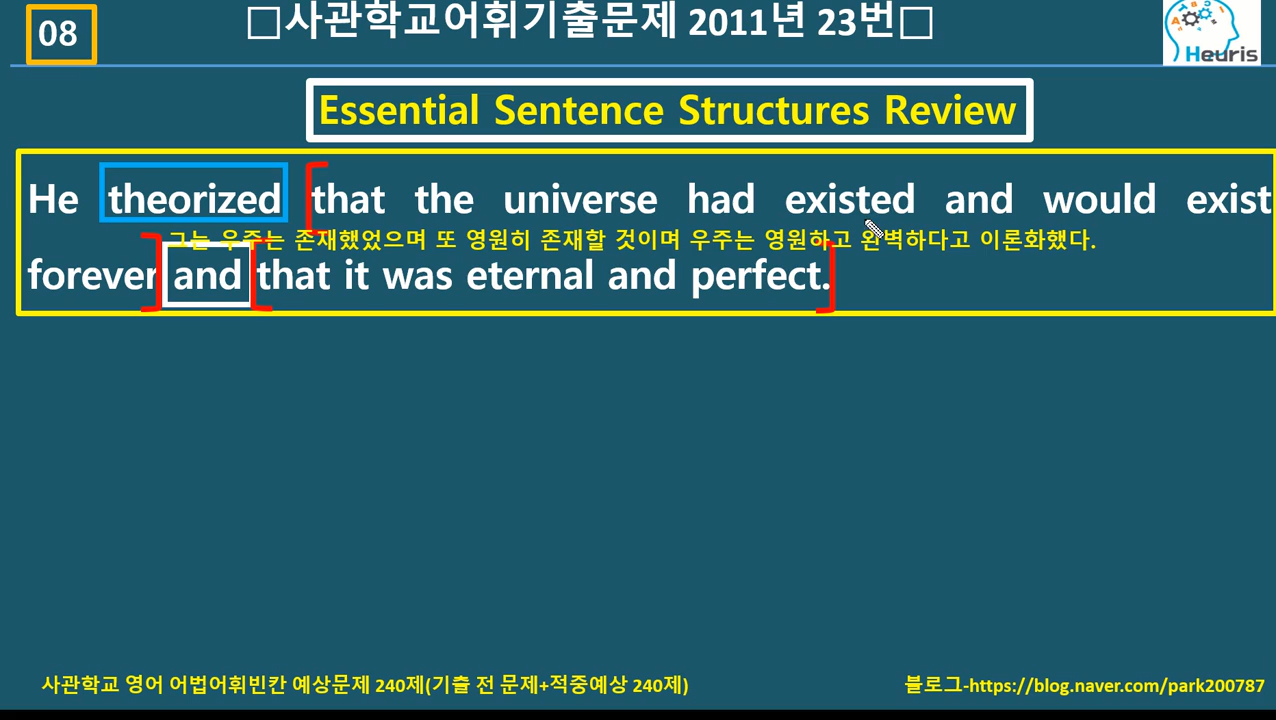 08
□사관학교어휘기출문제 2011년 23번□
Heuris
Essential Sentence Structures Review
He theorized that the universe had existed and would exist
그는 우주는 존재했었으며 또 영원히 존재할 것이며 우주는 영원하고 완벽하다고 이론화했다.
forever and that it was eternal and perfect.
사관학교 영어 어법어휘빈칸 예상문제 240제(기출 전 문제+적중예상 240제)
블로그-https://blog.naver.com/park200787